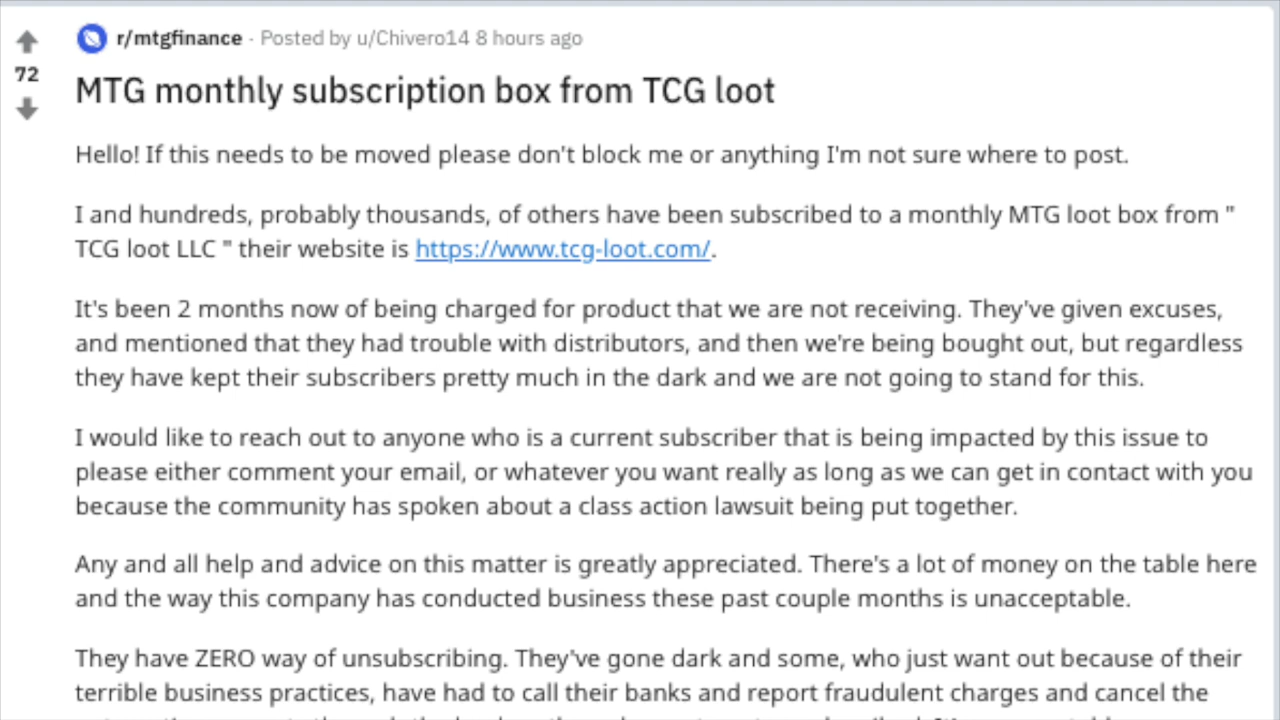 r/mtgfinance · Posted by u/Chivero14 8 hours ago
72
MTG monthly subscription box from TCG loot
Hello! If this needs to be moved please don't block me or anything I'm not sure where to post.
I and hundreds, probably thousands, of others have been subscribed to a monthly MTG loot box from "
TCG loot LLC " their website is https://www.tcg-loot.com/.
It's been 2 months now of being charged for product that we are not receiving. They've given excuses,
and mentioned that they had trouble with distributors, and then we're being bought out, but regardless
they have kept their subscribers pretty much in the dark and we are not going to stand for this.
I would like to reach out to anyone who is a current subscriber that is being impacted by this issue to
please either comment your email, or whatever you want really as long as we can get in contact with you
because the community has spoken about a class action lawsuit being put together.
Any and all help and advice on this matter is greatly appreciated. There's a lot of money on the table here
and the way this company has conducted business these past couple months is unacceptable.
They have ZERO way of unsubscribing. They've gone dark and some, who just want out because of their
terrible business practices, have had to call their banks and report fraudulent charges and cancel the